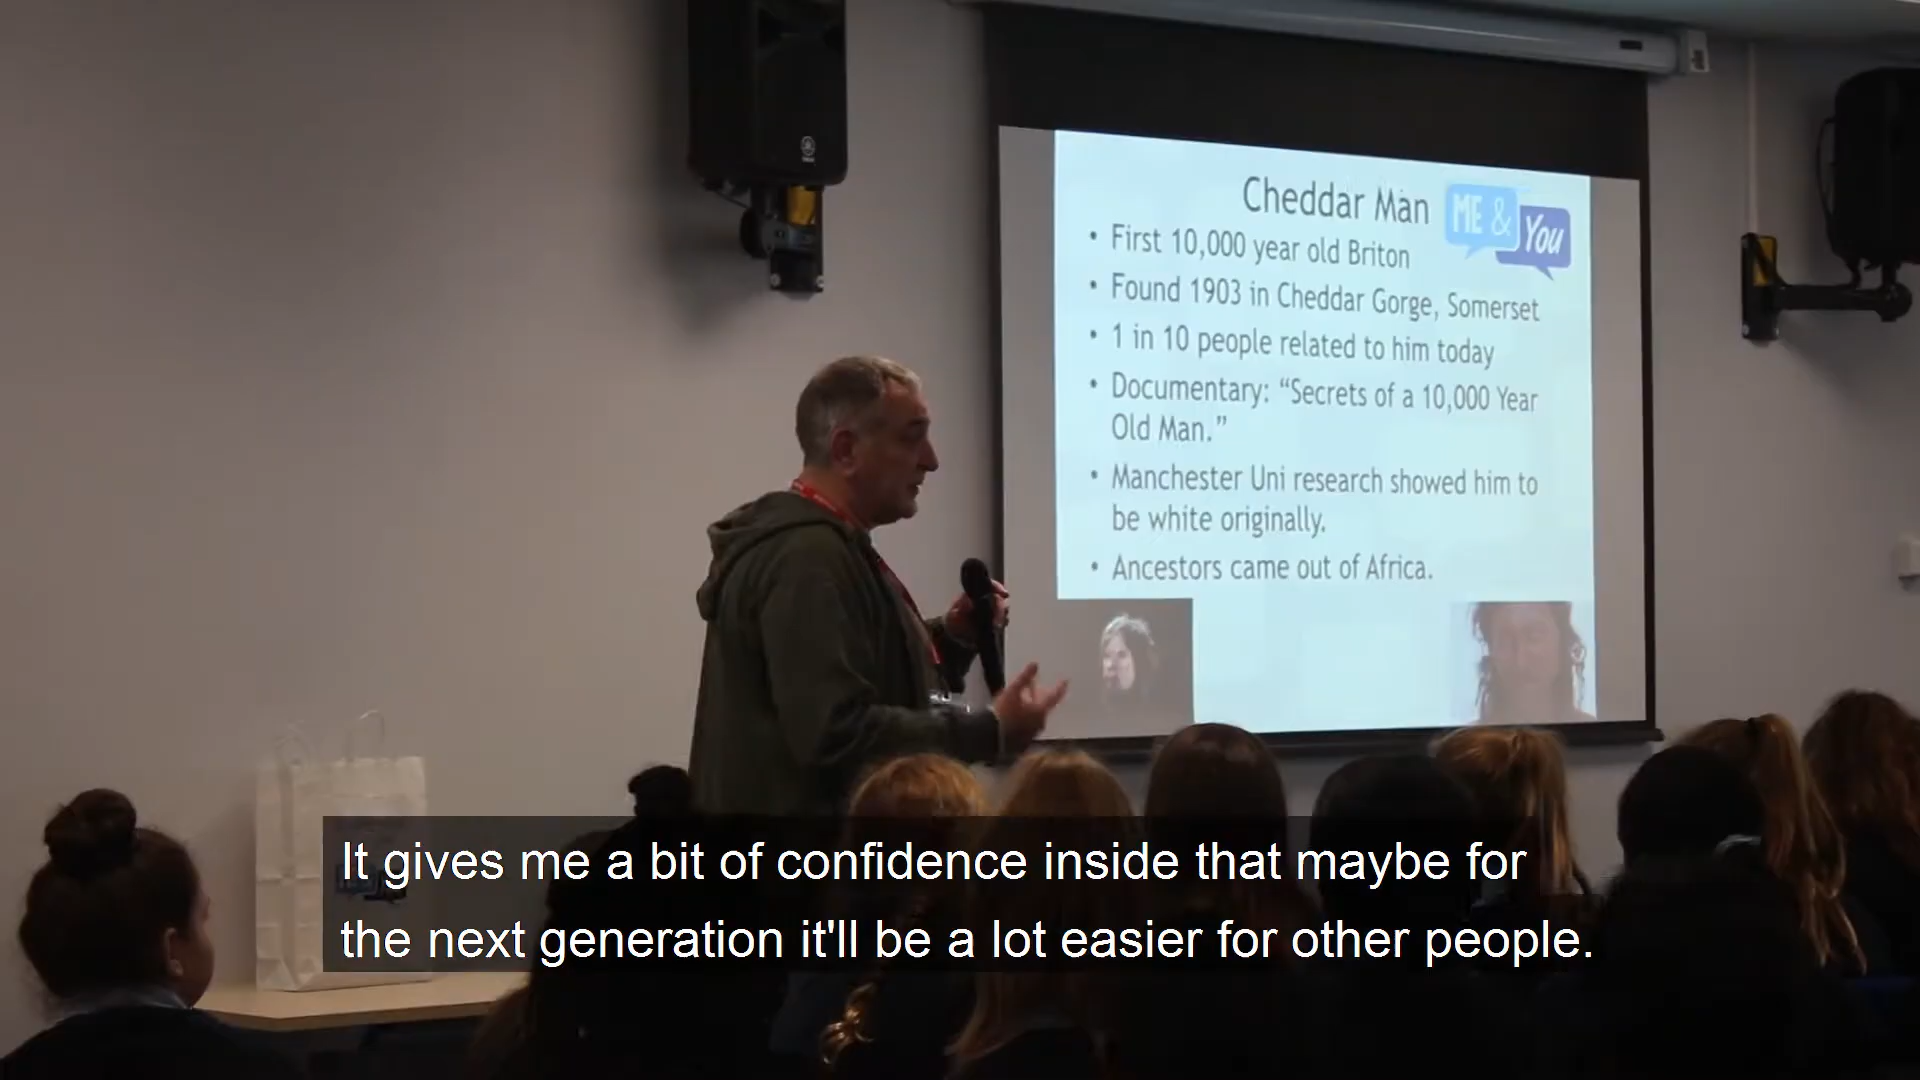 Cheddar Man
ME &
You
• First 10,000 year old Briton
• Found 1903 in Cheddar Gorge, Somerset
• 1 in 10 people related to him today
• Documentary: “Secrets of a 10,000 Year
Old Man.”
• Manchester Uni research showed him to
be white originally.
• Ancestors came out of Africa.
It gives me a bit of confidence inside that maybe for
the next generation it'll be a lot easier for other people.